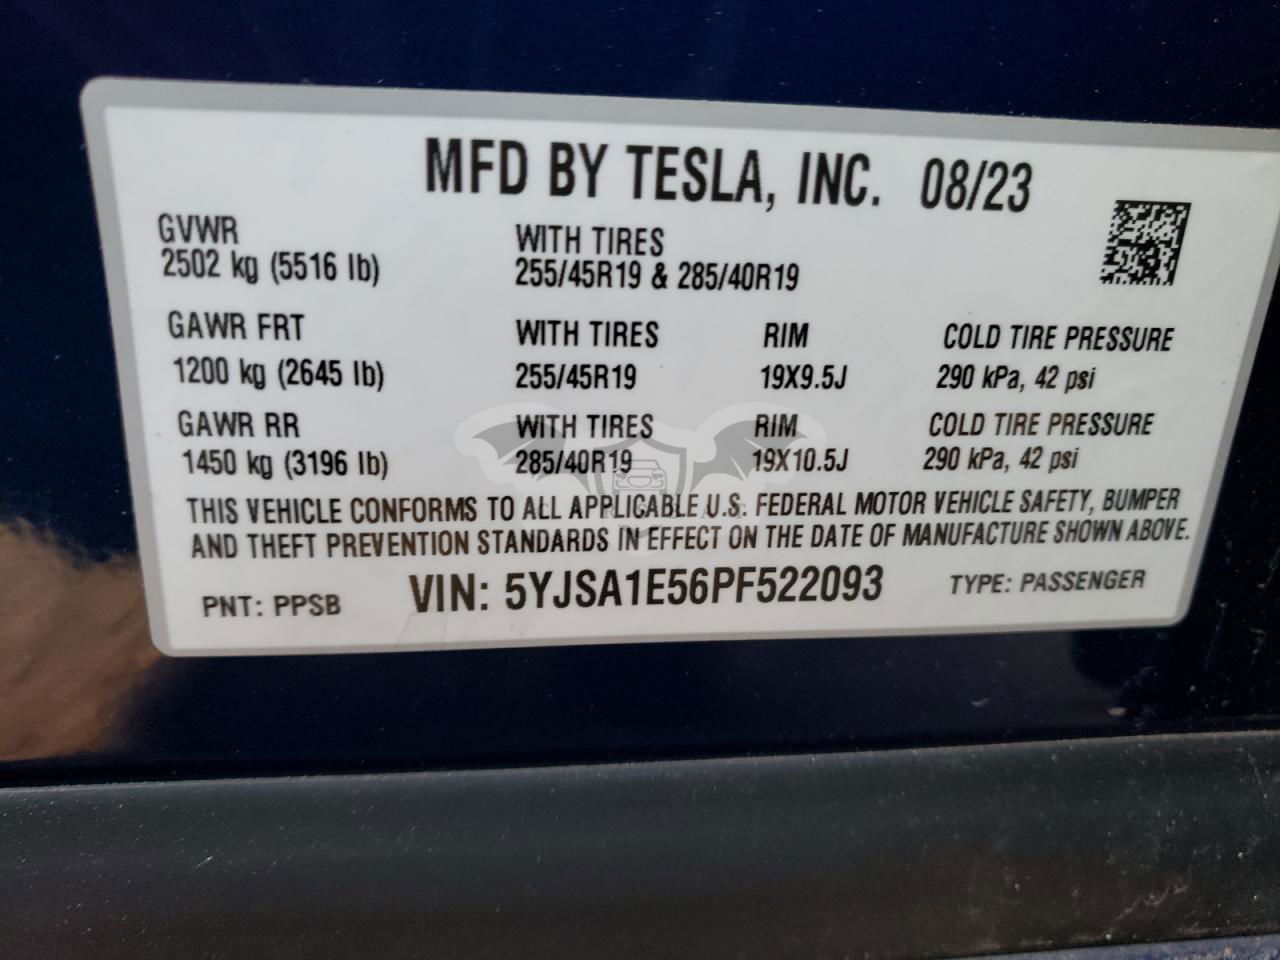 MFD BY TESLA, INC. 08/23
GVWR
2502 kg (5516 lb)
WITH TIRES
255/45R19 & 285/40R19
GAWR FRT WITH TIRES RIM COLD TIRE PRESSURE
1200 kg (2645 lb) 255/45R19 19X9.5J 290 kPa, 42 psi
GAWR RR WITH TIRES RIM COLD TIRE PRESSURE
1450 kg (3196 lb) 285/40R19 19X10.5J 290 kPa, 42 psi
THIS VEHICLE CONFORMS TO ALL APPLICABLE U.S. FEDERAL MOTOR VEHICLE SAFETY, BUMPER
AND THEFT PREVENTION STANDARDS IN EFFECT ON THE DATE OF MANUFACTURE SHOWN ABOVE.
PNT: PPSB VIN: 5YJSA1E56PF522093 TYPE: PASSENGER